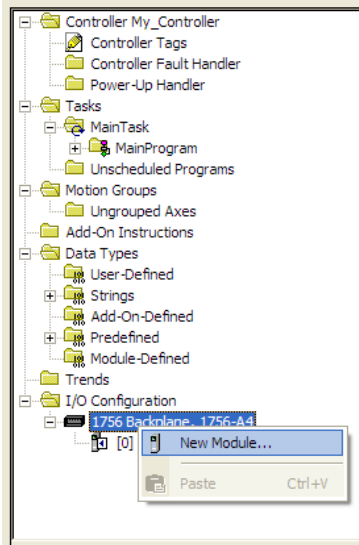 Controller My_Controller
Controller Tags
Controller Fault Handler
Power-Up Handler
Tasks
MainTask
MainProgram
Unscheduled Programs
Motion Groups
Ungrouped Axes
Add-On Instructions
Data Types
User-Defined
Strings
Add-On-Defined
Predefined
Module-Defined
Trends
I/O Configuration
1756 Backplane, 1756-A4
[0]
New Module...
Paste Ctrl+V